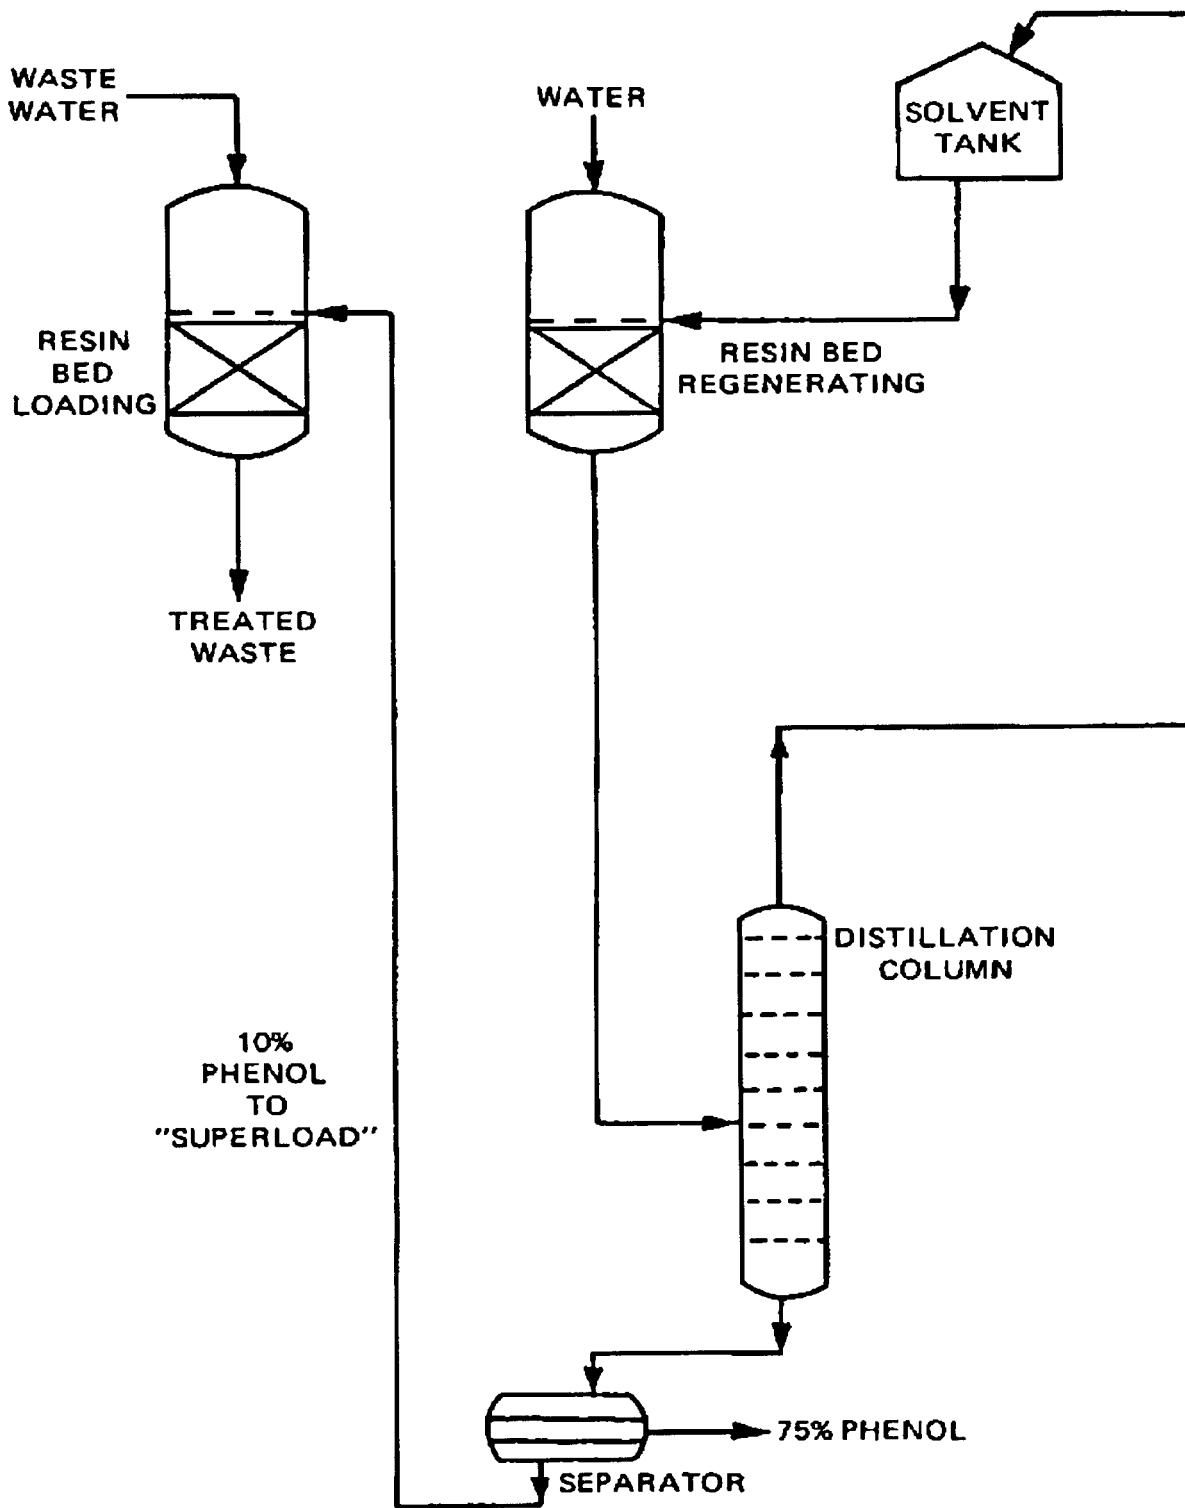 WASTE
WATER
WATER
SOLVENT
TANK
RESIN
BED
LOADING
RESIN BED
REGENERATING
TREATED
WASTE
DISTILLATION
COLUMN
10%
PHENOL
TO
"SUPERLOAD"
75% PHENOL
SEPARATOR